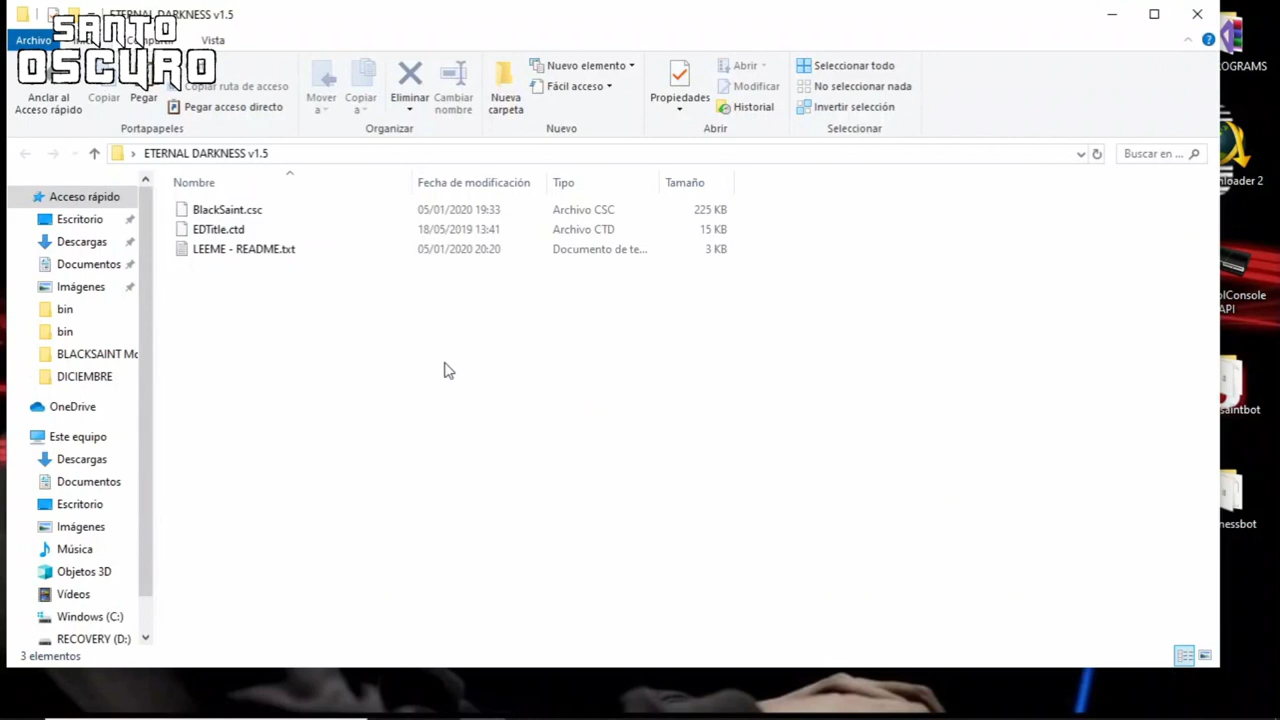 ETERNAL DARKNESS v1.5
SANTO
OSCURO
Archivo
Compartir
Vista
Anclar al
Acceso rápido
Copiar
Pegar
Copiar ruta de acceso
Pegar acceso directo
Portapapeles
Mover
a
Copiar
a
Eliminar
Cambiar
nombre
Organizar
Nueva
carpeta
Nuevo elemento
Fácil acceso
Nuevo
Propiedades
Abrir
Modificar
Historial
Abrir
Seleccionar todo
No seleccionar nada
Invertir selección
Seleccionar
ETERNAL DARKNESS v1.5
Buscar en ...
Nombre
Fecha de modificación
Tipo
Tamaño
BlackSaint.csc 05/01/2020 19:33 Archivo CSC 225 KB
EDTitle.ctd 18/05/2019 13:41 Archivo CTD 15 KB
LEEME - README.txt 05/01/2020 20:20 Documento de te... 3 KB
Acceso rápido
Escritorio
Descargas
Documentos
Imágenes
bin
bin
BLACKSAINT Mc
DICIEMBRE
OneDrive
Este equipo
Descargas
Documentos
Escritorio
Imágenes
Música
Objetos 3D
Vídeos
Windows (C:)
RECOVERY (D:)
3 elementos
OGRAMS
nloader 2
olConsole
API
saintbot
nessbot